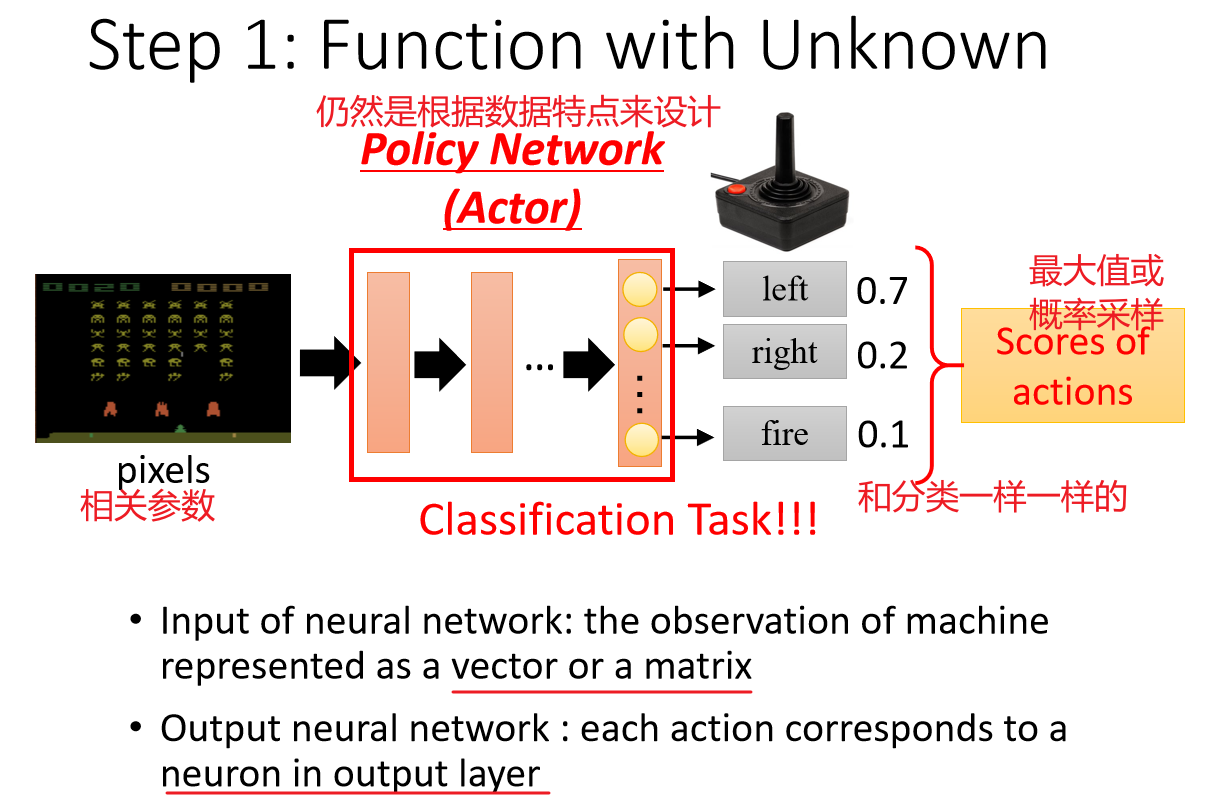 Step 1: Function with Unknown
仍然是根据数据特点来设计
Policy Network
(Actor)
0020 0000
left 0.7
right 0.2
...
fire 0.1
最大值或
概率采样
Scores of
actions
pixels
相关参数
和分类一样一样的
Classification Task!!!
• Input of neural network: the observation of machine
represented as a vector or a matrix
• Output neural network : each action corresponds to a
neuron in output layer